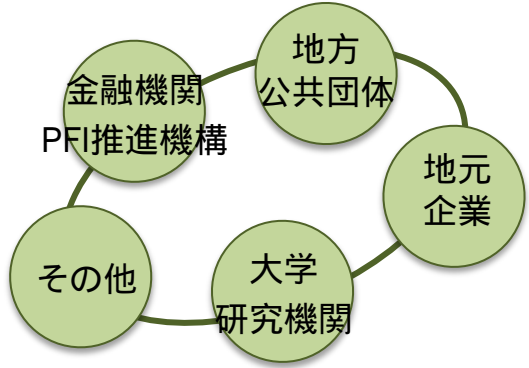 地方
公共団体
金融機関
PFI推進機構
地元
企業
その他
大学
研究機関